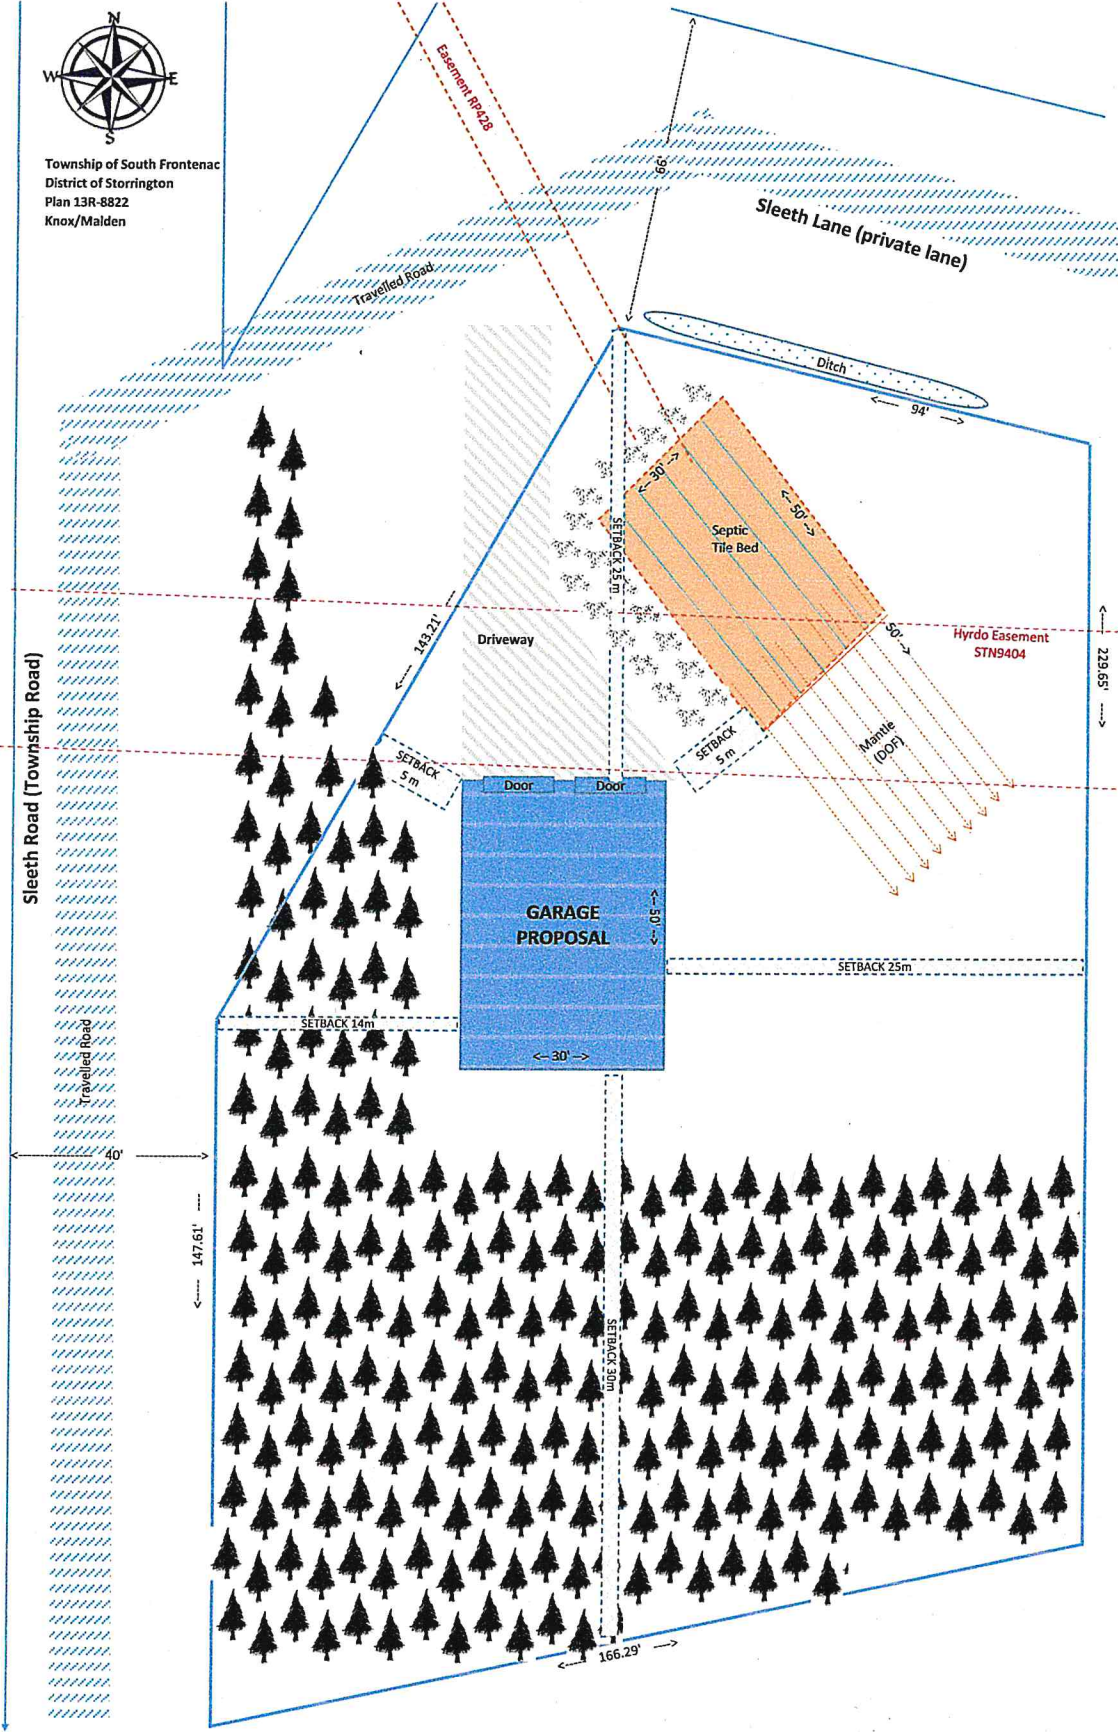 N
W
E
S
Township of South Frontenac
District of Storrington
Plan 13R-8822
Knox/Malden
Easement RP428
66'
Sleeth Lane (private lane)
Travelled Road
Ditch
94'
<-- 30' -->
<-- 50' -->
Septic
Tile Bed
SETBACK 25 m
143.21'
Driveway
50'
Hyrdo Easement
STN9404
229.65'
Sleeth Road (Township Road)
Mantle
(DOF)
SETBACK
5 m
SETBACK
5 m
Door
Door
GARAGE
PROPOSAL
<-- 50' -->
SETBACK 25m
SETBACK 14m
<-- 30' -->
Travelled Road
40'
147.61'
SETBACK 30m
166.29'